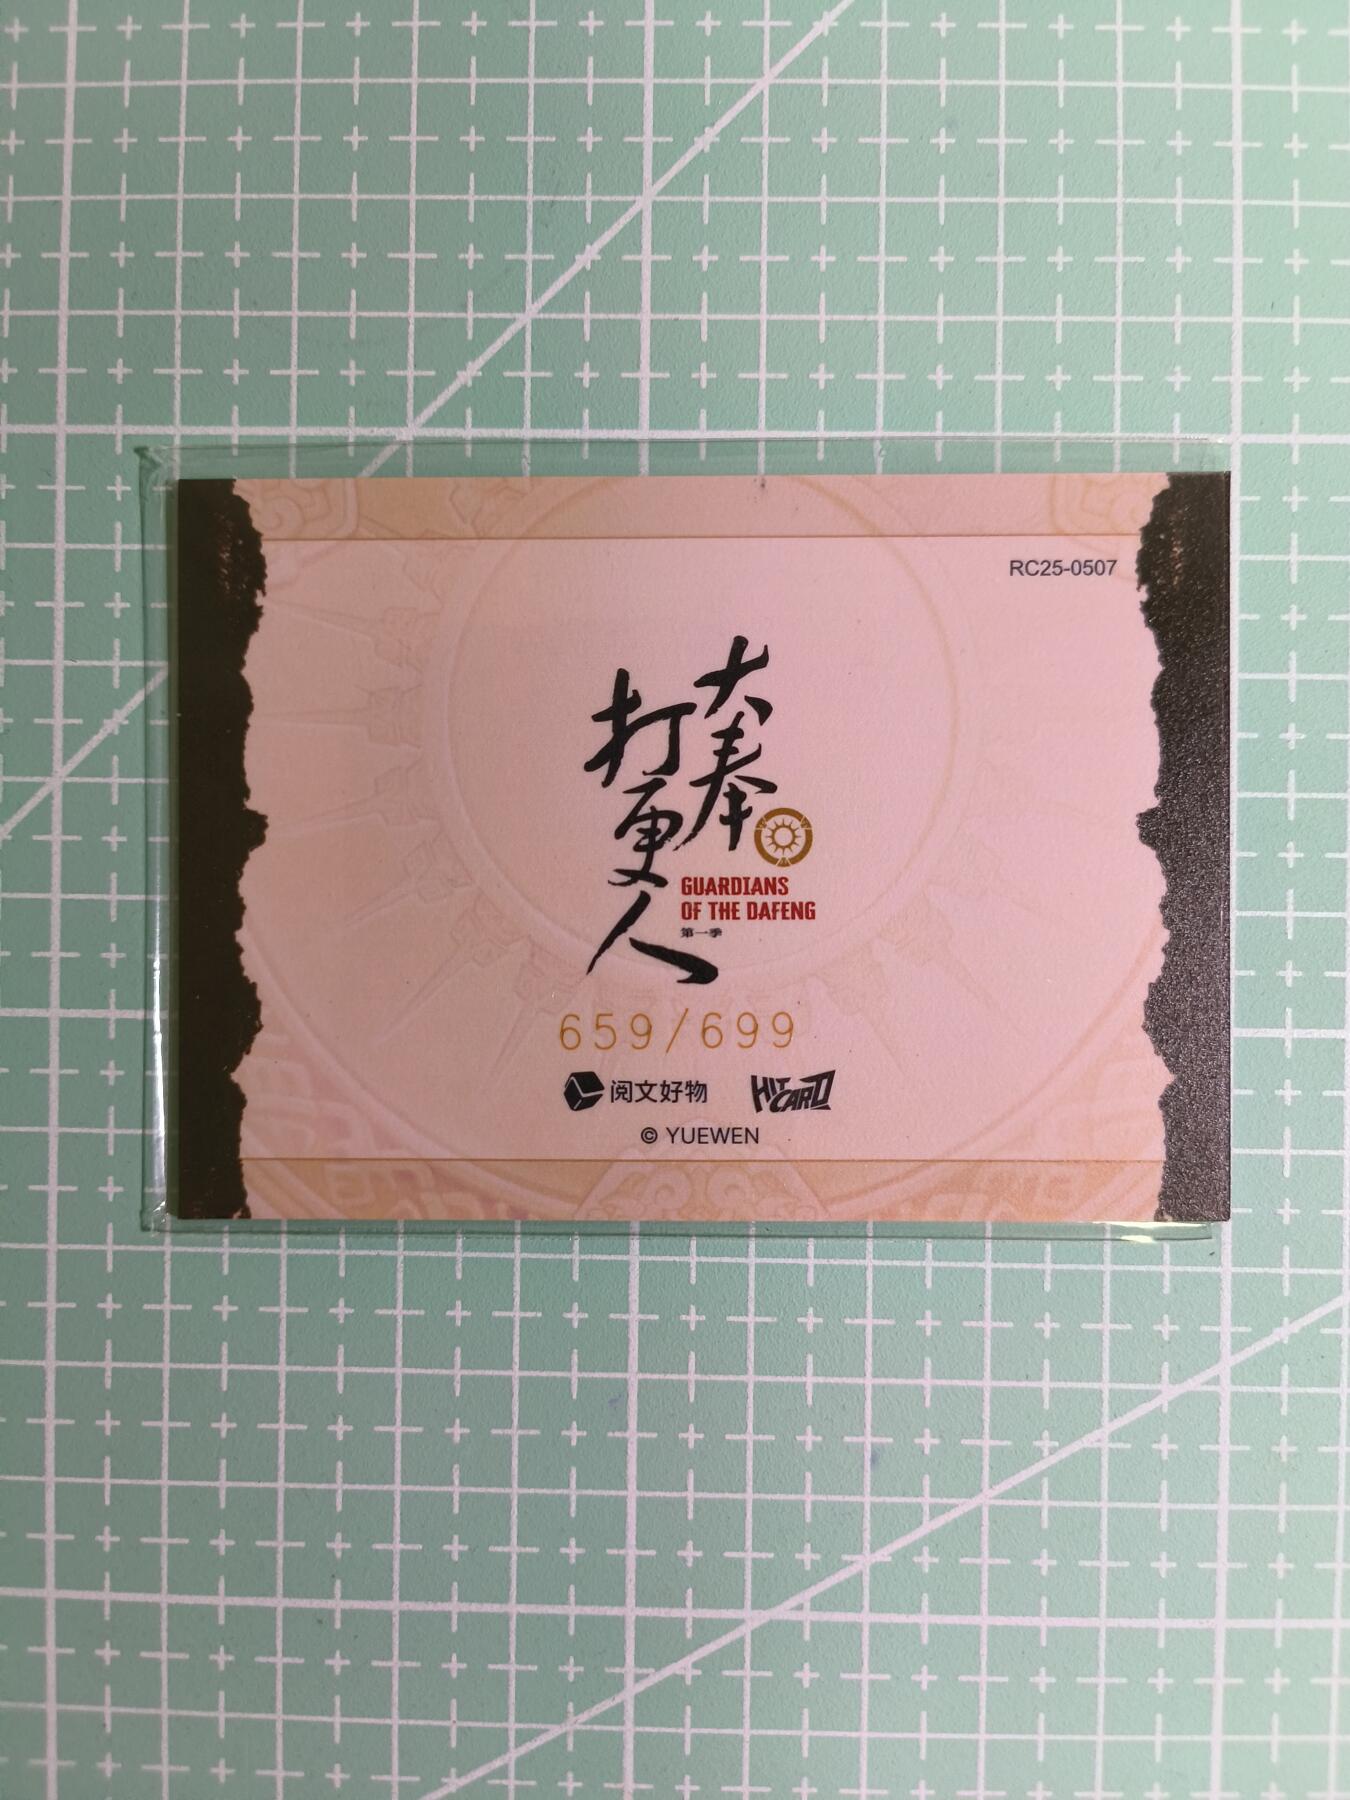 RC25-0507
大奉
打更人
GUARDIANS
OF THE DAFENG
第一季
659/699
阅文好物
HIT CARD
© YUEWEN